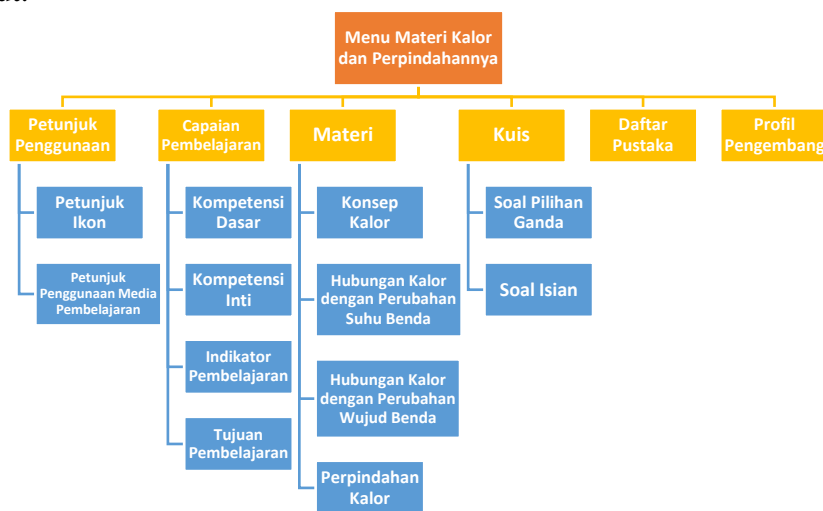 Menu Materi Kalor
dan Perpindahannya
Petunjuk
Penggunaan
Capaian
Pembelajaran
Materi
Kuis
Daftar
Pustaka
Profil
Pengembang
Petunjuk
Ikon
Petunjuk
Penggunaan Media
Pembelajaran
Kompetensi
Dasar
Kompetensi
Inti
Indikator
Pembelajaran
Tujuan
Pembelajaran
Konsep
Kalor
Hubungan Kalor
dengan Perubahan
Suhu Benda
Hubungan Kalor
dengan Perubahan
Wujud Benda
Perpindahan
Kalor
Soal Pilihan
Ganda
Soal Isian